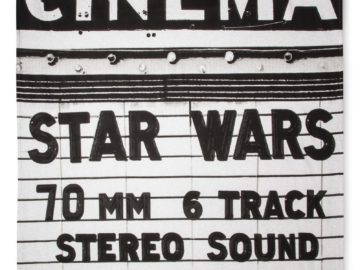 CINEMA
STAR WARS
70 MM 6 TRACK
STEREO SOUND